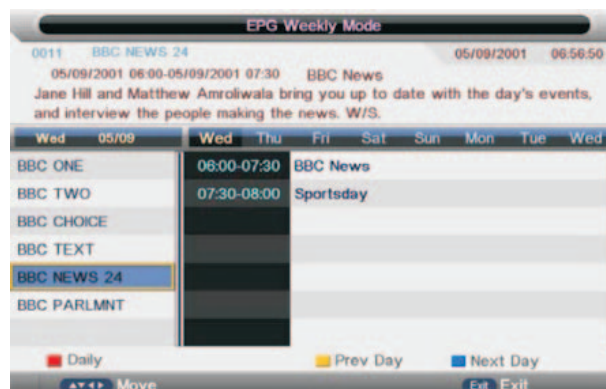 EPG Weekly Mode
0011 BBC NEWS 24 05/09/2001 06:56:50
05/09/2001 06:00-05/09/2001 07:30 BBC News
Jane Hill and Matthew Amroliwala bring you up to date with the day's events,
and interview the people making the news. W/S.
Wed 05/09 Wed Thu Fri Sat Sun Mon Tue Wed
BBC ONE 06:00-07:30 BBC News
BBC TWO 07:30-08:00 Sportsday
BBC CHOICE
BBC TEXT
BBC NEWS 24
BBC PARLMNT
Daily Prev Day Next Day
▲▼◄► Move Exit Exit